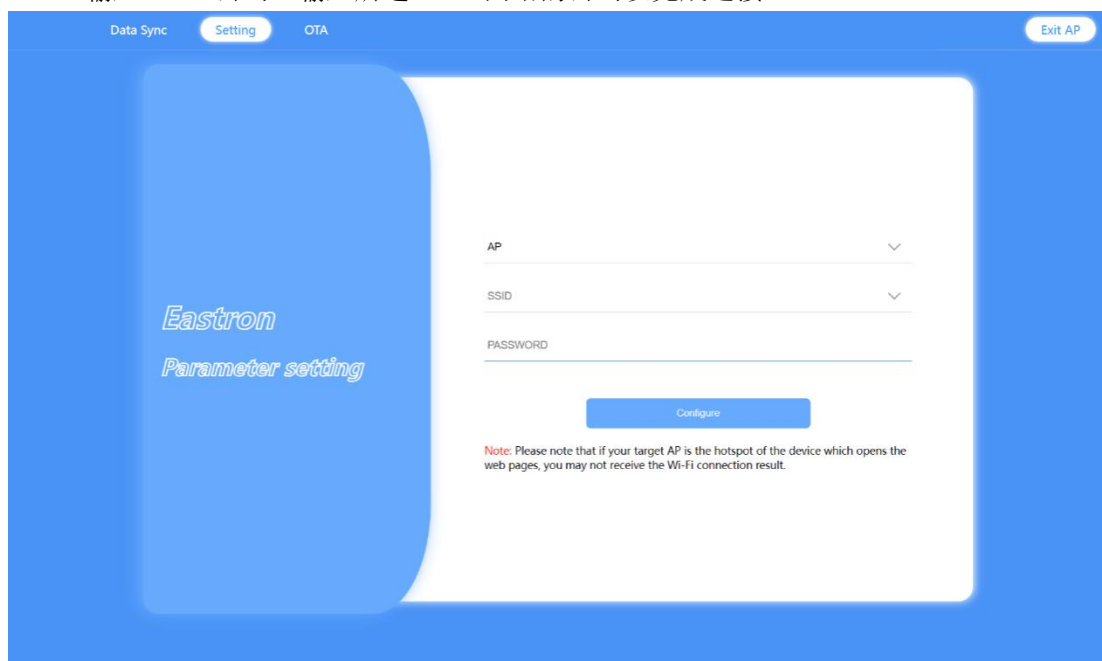 Data Sync Setting OTA Exit AP
AP
SSID
Eastron
PASSWORD
Parameter setting
Configure
Note: Please note that if your target AP is the hotspot of the device which opens the
web pages, you may not receive the Wi-Fi connection result.